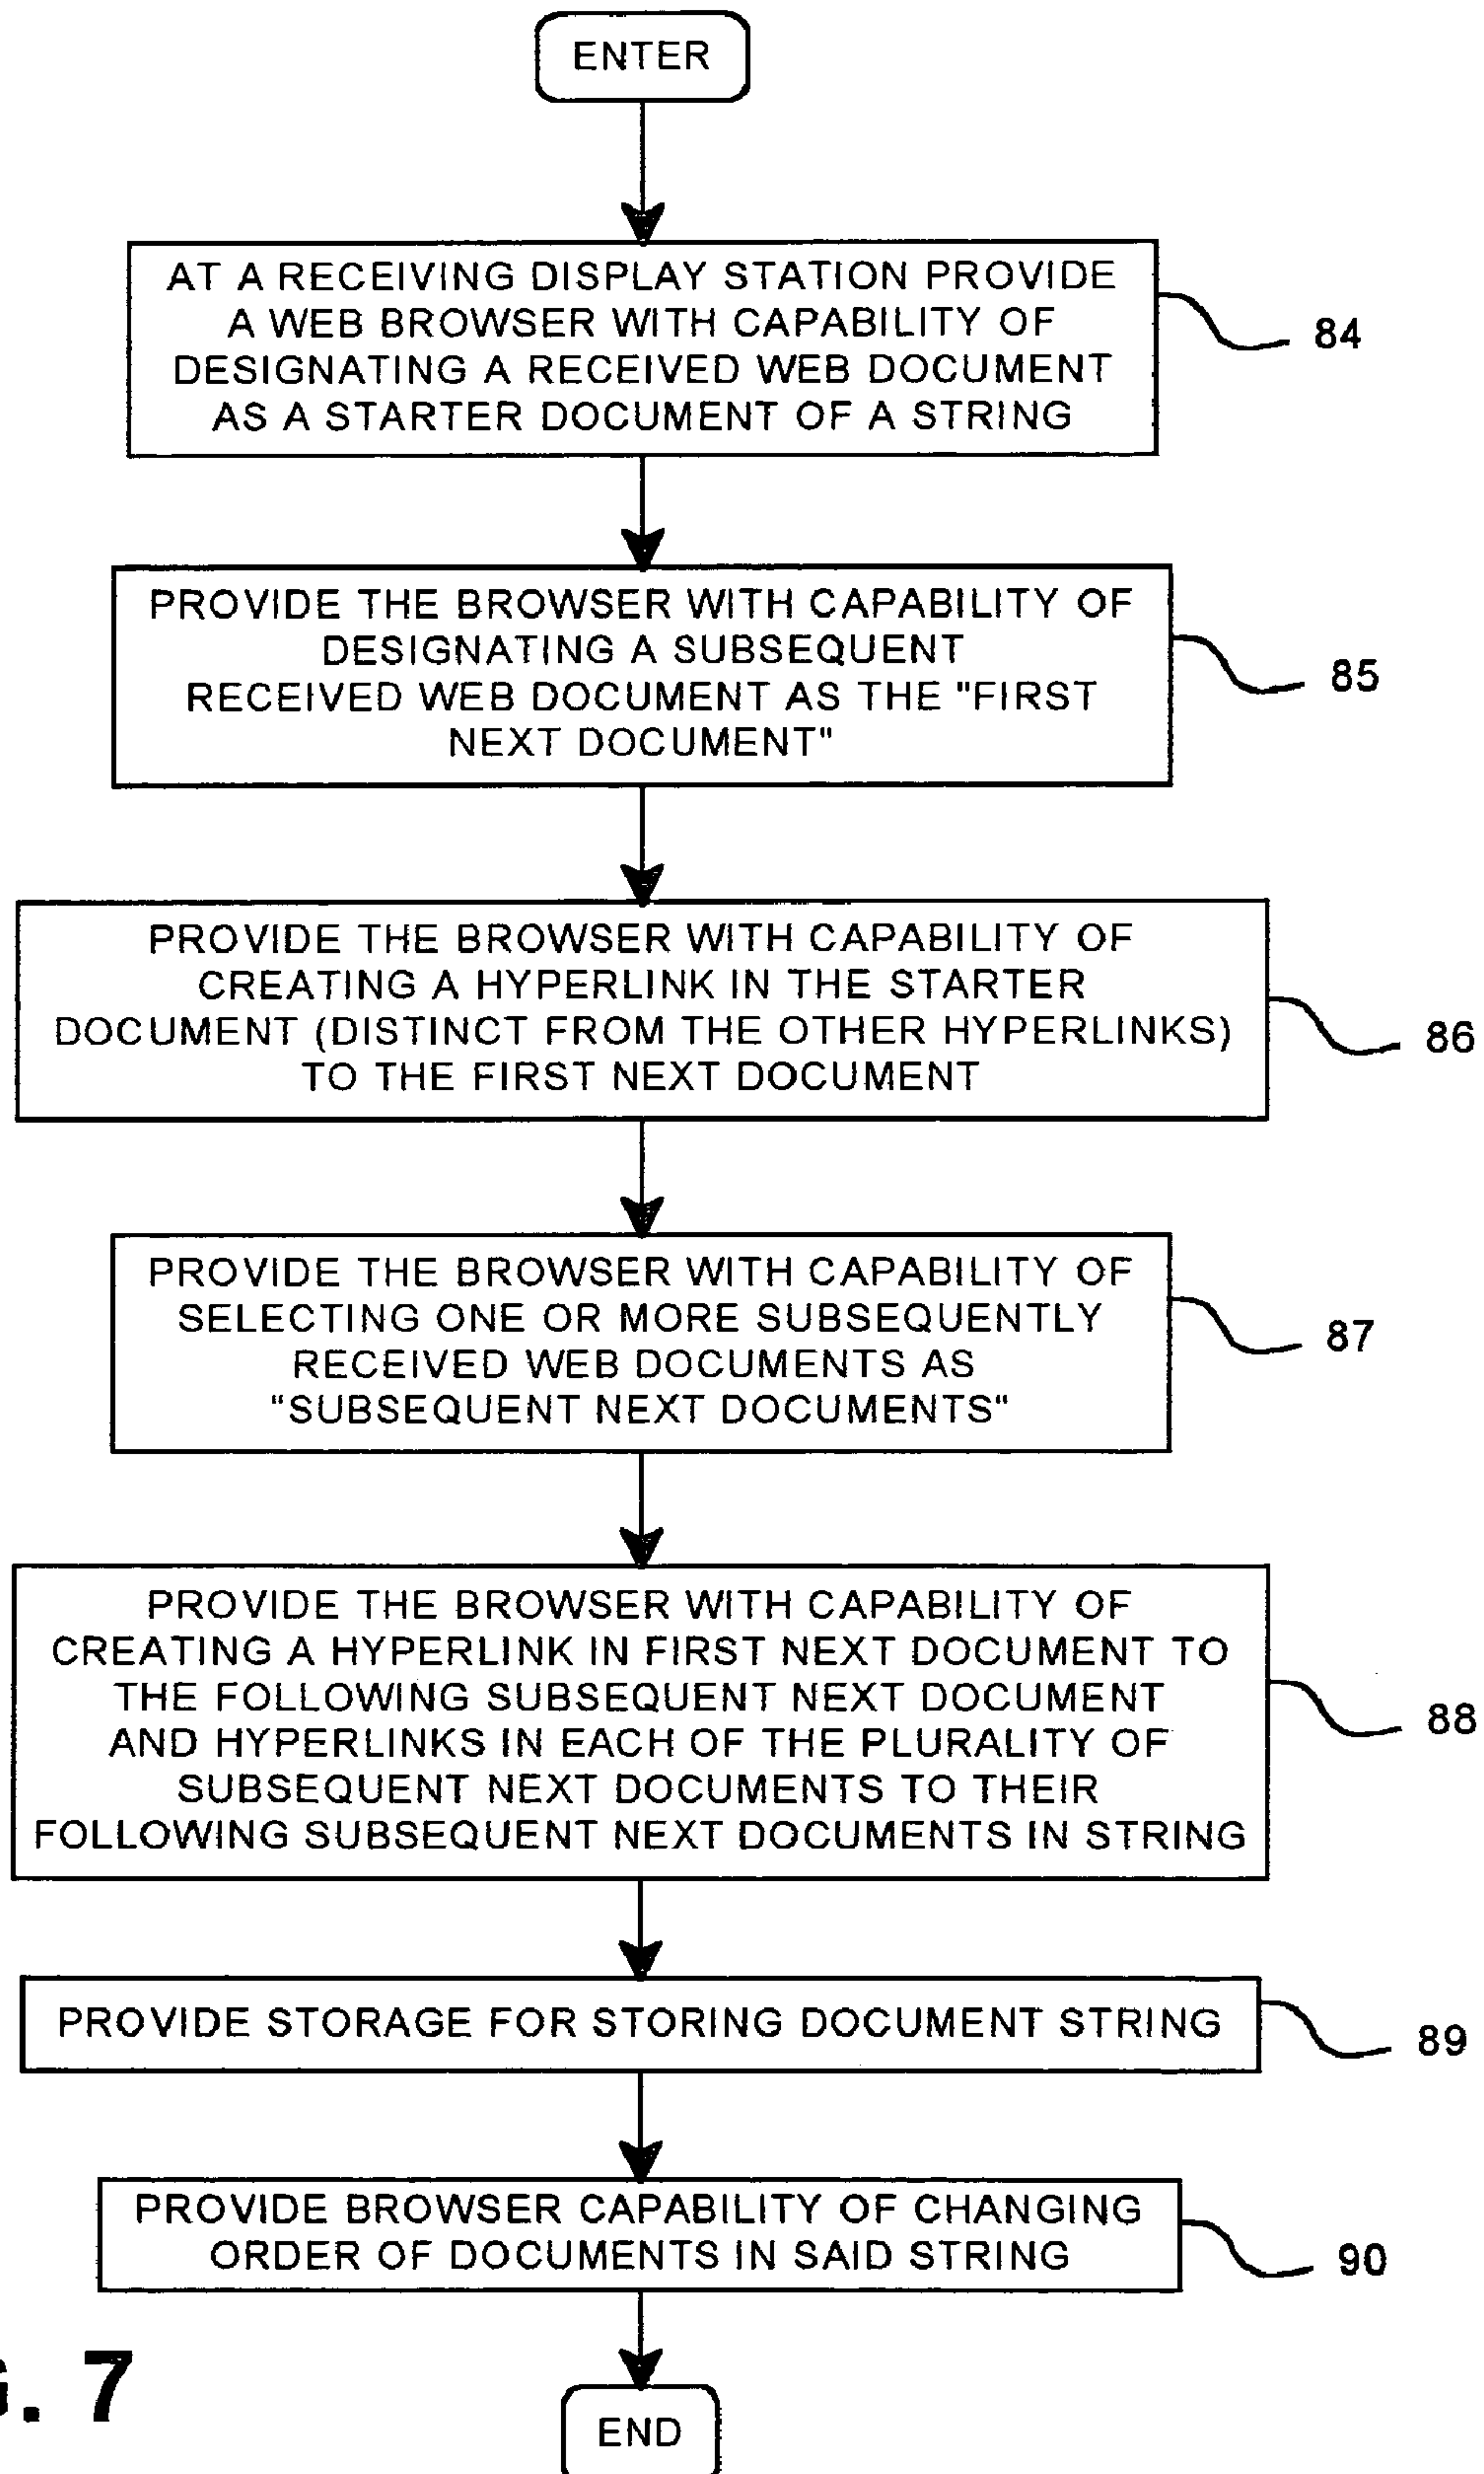 ENTER
AT A RECEIVING DISPLAY STATION PROVIDE
A WEB BROWSER WITH CAPABILITY OF
DESIGNATING A RECEIVED WEB DOCUMENT
AS A STARTER DOCUMENT OF A STRING
84
PROVIDE THE BROWSER WITH CAPABILITY OF
DESIGNATING A SUBSEQUENT
RECEIVED WEB DOCUMENT AS THE "FIRST
NEXT DOCUMENT"
85
PROVIDE THE BROWSER WITH CAPABILITY OF
CREATING A HYPERLINK IN THE STARTER
DOCUMENT (DISTINCT FROM THE OTHER HYPERLINKS)
TO THE FIRST NEXT DOCUMENT
86
PROVIDE THE BROWSER WITH CAPABILITY OF
SELECTING ONE OR MORE SUBSEQUENTLY
RECEIVED WEB DOCUMENTS AS
"SUBSEQUENT NEXT DOCUMENTS"
87
PROVIDE THE BROWSER WITH CAPABILITY OF
CREATING A HYPERLINK IN FIRST NEXT DOCUMENT TO
THE FOLLOWING SUBSEQUENT NEXT DOCUMENT
AND HYPERLINKS IN EACH OF THE PLURALITY OF
SUBSEQUENT NEXT DOCUMENTS TO THEIR
FOLLOWING SUBSEQUENT NEXT DOCUMENTS IN STRING
88
PROVIDE STORAGE FOR STORING DOCUMENT STRING
89
PROVIDE BROWSER CAPABILITY OF CHANGING
ORDER OF DOCUMENTS IN SAID STRING
90
G. 7
END